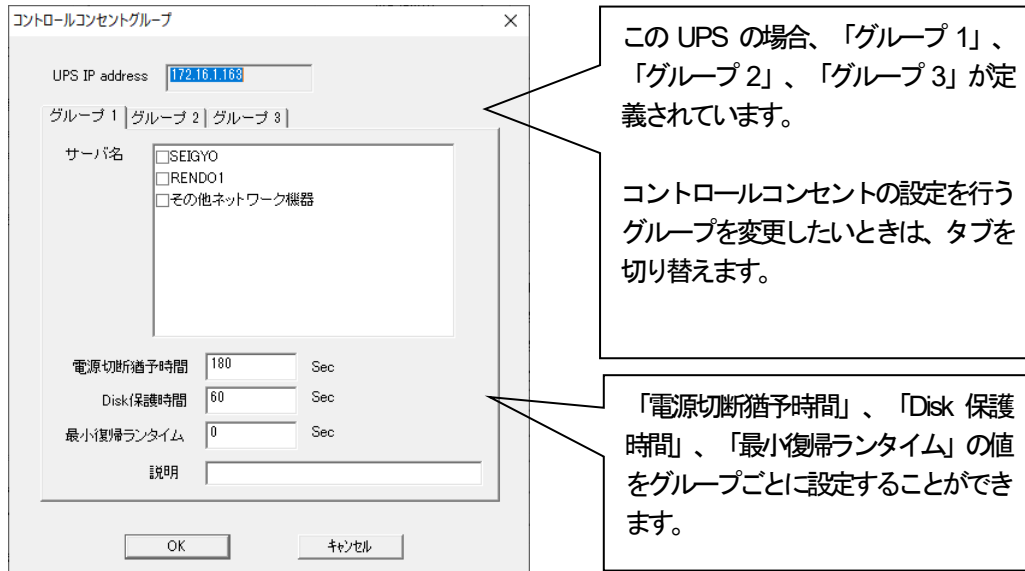 コントロールコンセントグループ
UPS IP address 172.16.1.163
グループ 1 グループ 2 グループ 3
サーバ名
SEIGYO
RENDO1
その他ネットワーク機器
電源切断猶予時間 180 Sec
Disk保護時間 60 Sec
最小復帰ランタイム 0 Sec
説明
OK キャンセル
この UPS の場合、「グループ 1」、
「グループ 2」、「グループ 3」が定
義されています。
コントロールコンセントの設定を行う
グループを変更したいときは、タブを
切り替えます。
「電源切断猶予時間」、「Disk 保護
時間」、「最小復帰ランタイム」の値
をグループごとに設定することができ
ます。